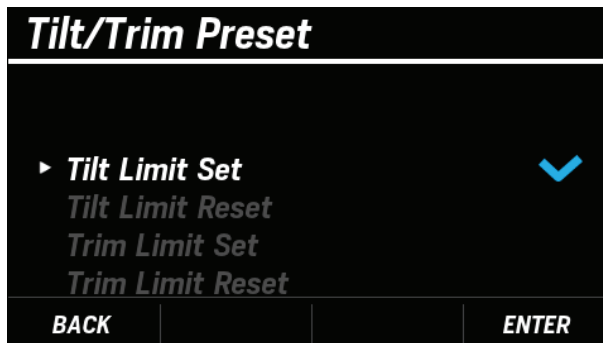 Tilt/Trim Preset
Tilt Limit Set
Tilt Limit Reset
Trim Limit Set
Trim Limit Reset
BACK ENTER